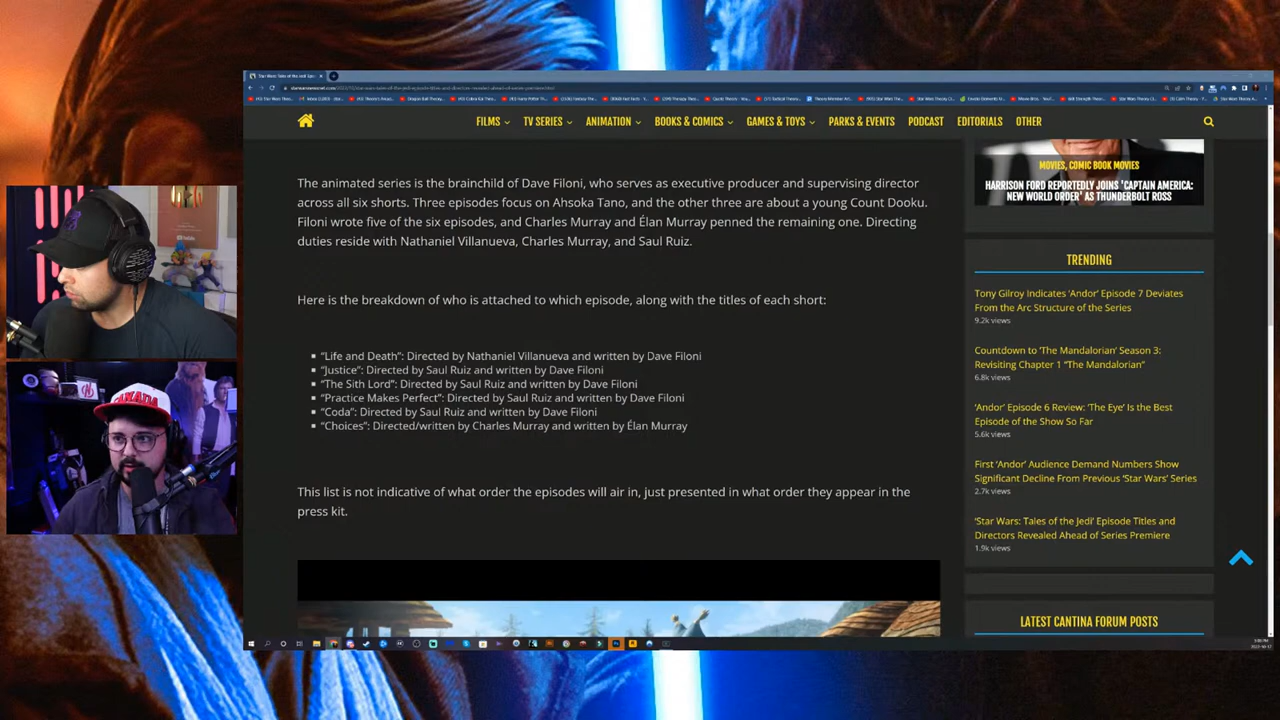 FILMS TV SERIES ANIMATION BOOKS & COMICS GAMES & TOYS PARKS & EVENTS PODCAST EDITORIALS OTHER
The animated series is the brainchild of Dave Filoni, who serves as executive producer and supervising director
across all six shorts. Three episodes focus on Ahsoka Tano, and the other three are about a young Count Dooku.
Filoni wrote five of the six episodes, and Charles Murray and Élan Murray penned the remaining one. Directing
duties reside with Nathaniel Villanueva, Charles Murray, and Saul Ruiz.
Here is the breakdown of who is attached to which episode, along with the titles of each short:
“Life and Death”: Directed by Nathaniel Villanueva and written by Dave Filoni
“Justice”: Directed by Saul Ruiz and written by Dave Filoni
“The Sith Lord”: Directed by Saul Ruiz and written by Dave Filoni
“Practice Makes Perfect”: Directed by Saul Ruiz and written by Dave Filoni
“Coda”: Directed by Saul Ruiz and written by Dave Filoni
“Choices”: Directed/written by Charles Murray and written by Élan Murray
This list is not indicative of what order the episodes will air in, just presented in what order they appear in the
press kit.
MOVIES, COMIC BOOK MOVIES
HARRISON FORD REPORTEDLY JOINS 'CAPTAIN AMERICA:
NEW WORLD ORDER' AS THUNDERBOLT ROSS
TRENDING
Tony Gilroy Indicates ‘Andor’ Episode 7 Deviates
From the Arc Structure of the Series
9.2k views
Countdown to ‘The Mandalorian’ Season 3:
Revisiting Chapter 1 “The Mandalorian”
6.8k views
‘Andor’ Episode 6 Review: ‘The Eye’ Is the Best
Episode of the Show So Far
5.6k views
First ‘Andor’ Audience Demand Numbers Show
Significant Decline From Previous ‘Star Wars’ Series
2.7k views
‘Star Wars: Tales of the Jedi’ Episode Titles and
Directors Revealed Ahead of Series Premiere
1.9k views
LATEST CANTINA FORUM POSTS
CANADA